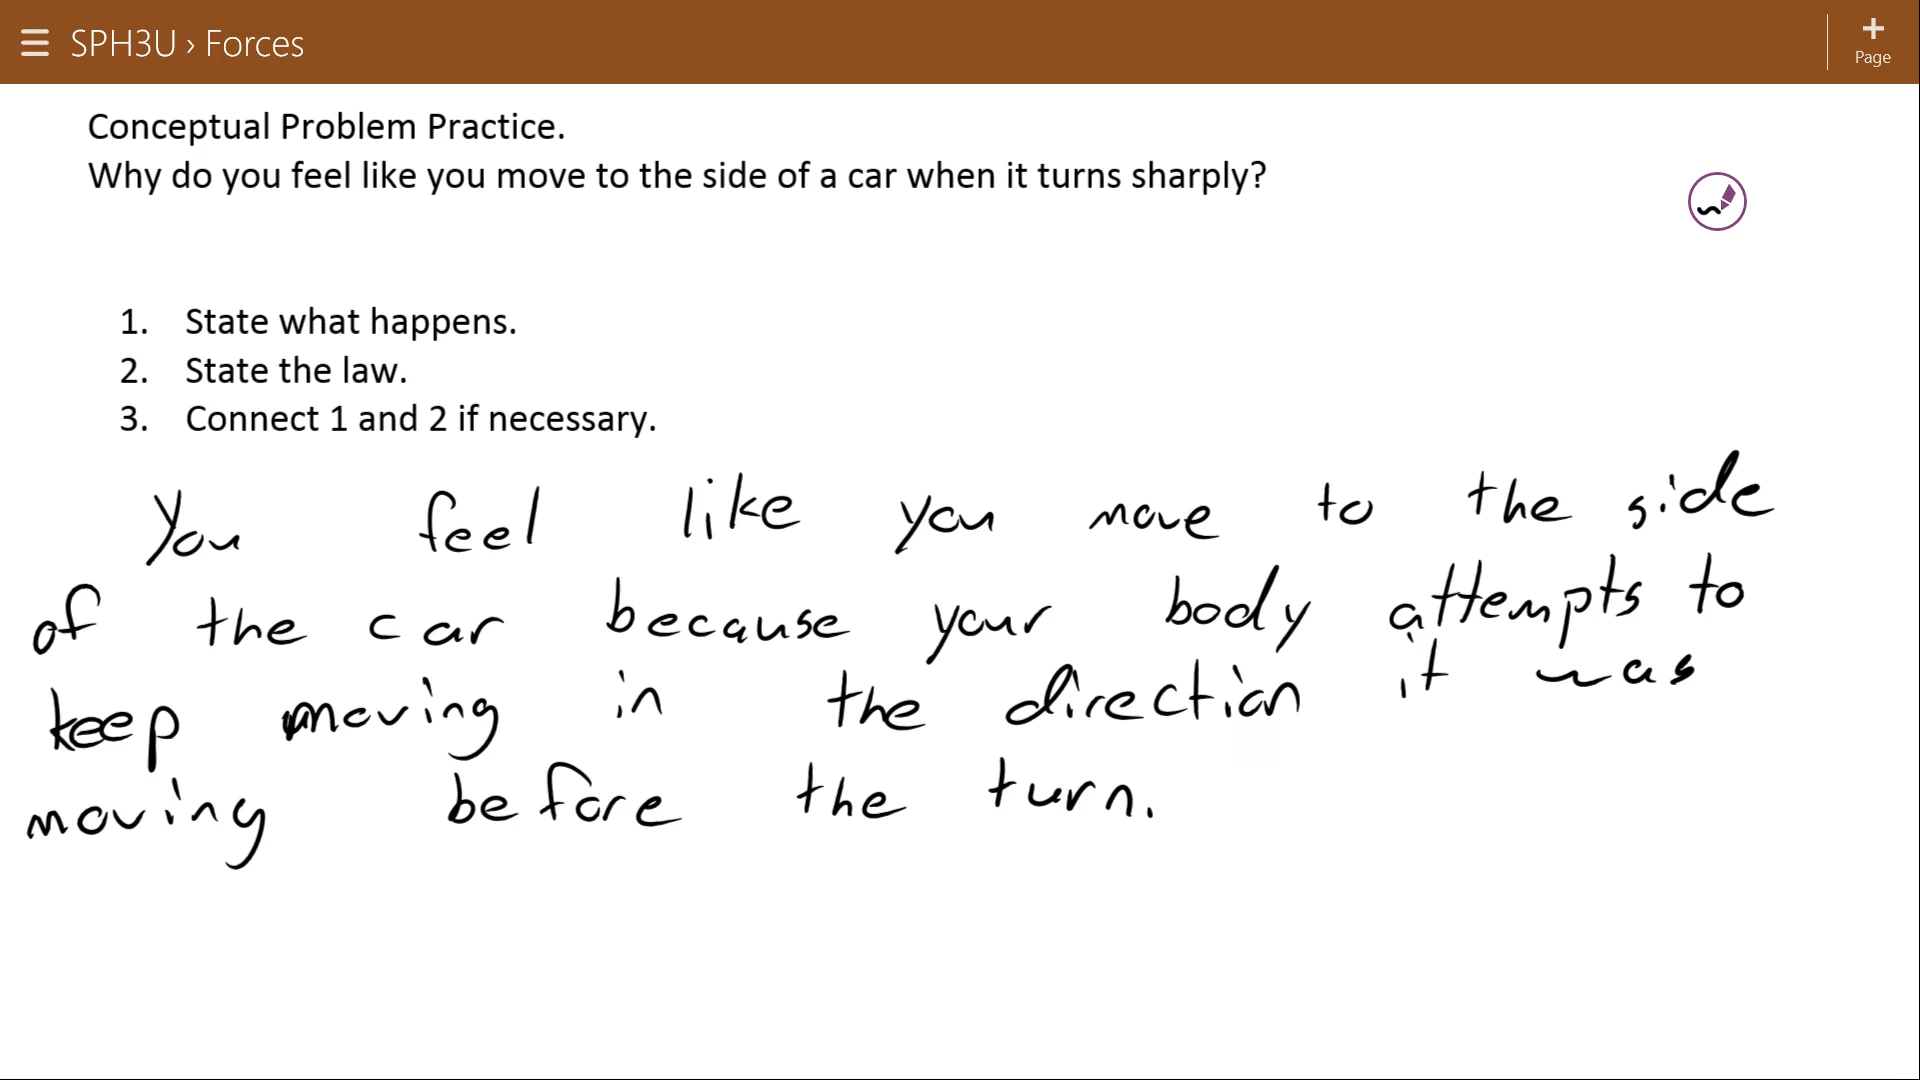 SPH3U › Forces
+
Page
Conceptual Problem Practice.
Why do you feel like you move to the side of a car when it turns sharply?
1. State what happens.
2. State the law.
3. Connect 1 and 2 if necessary.
You feel like you move to the side
of the car because your body attempts to
keep moving in the direction it was
moving before the turn.